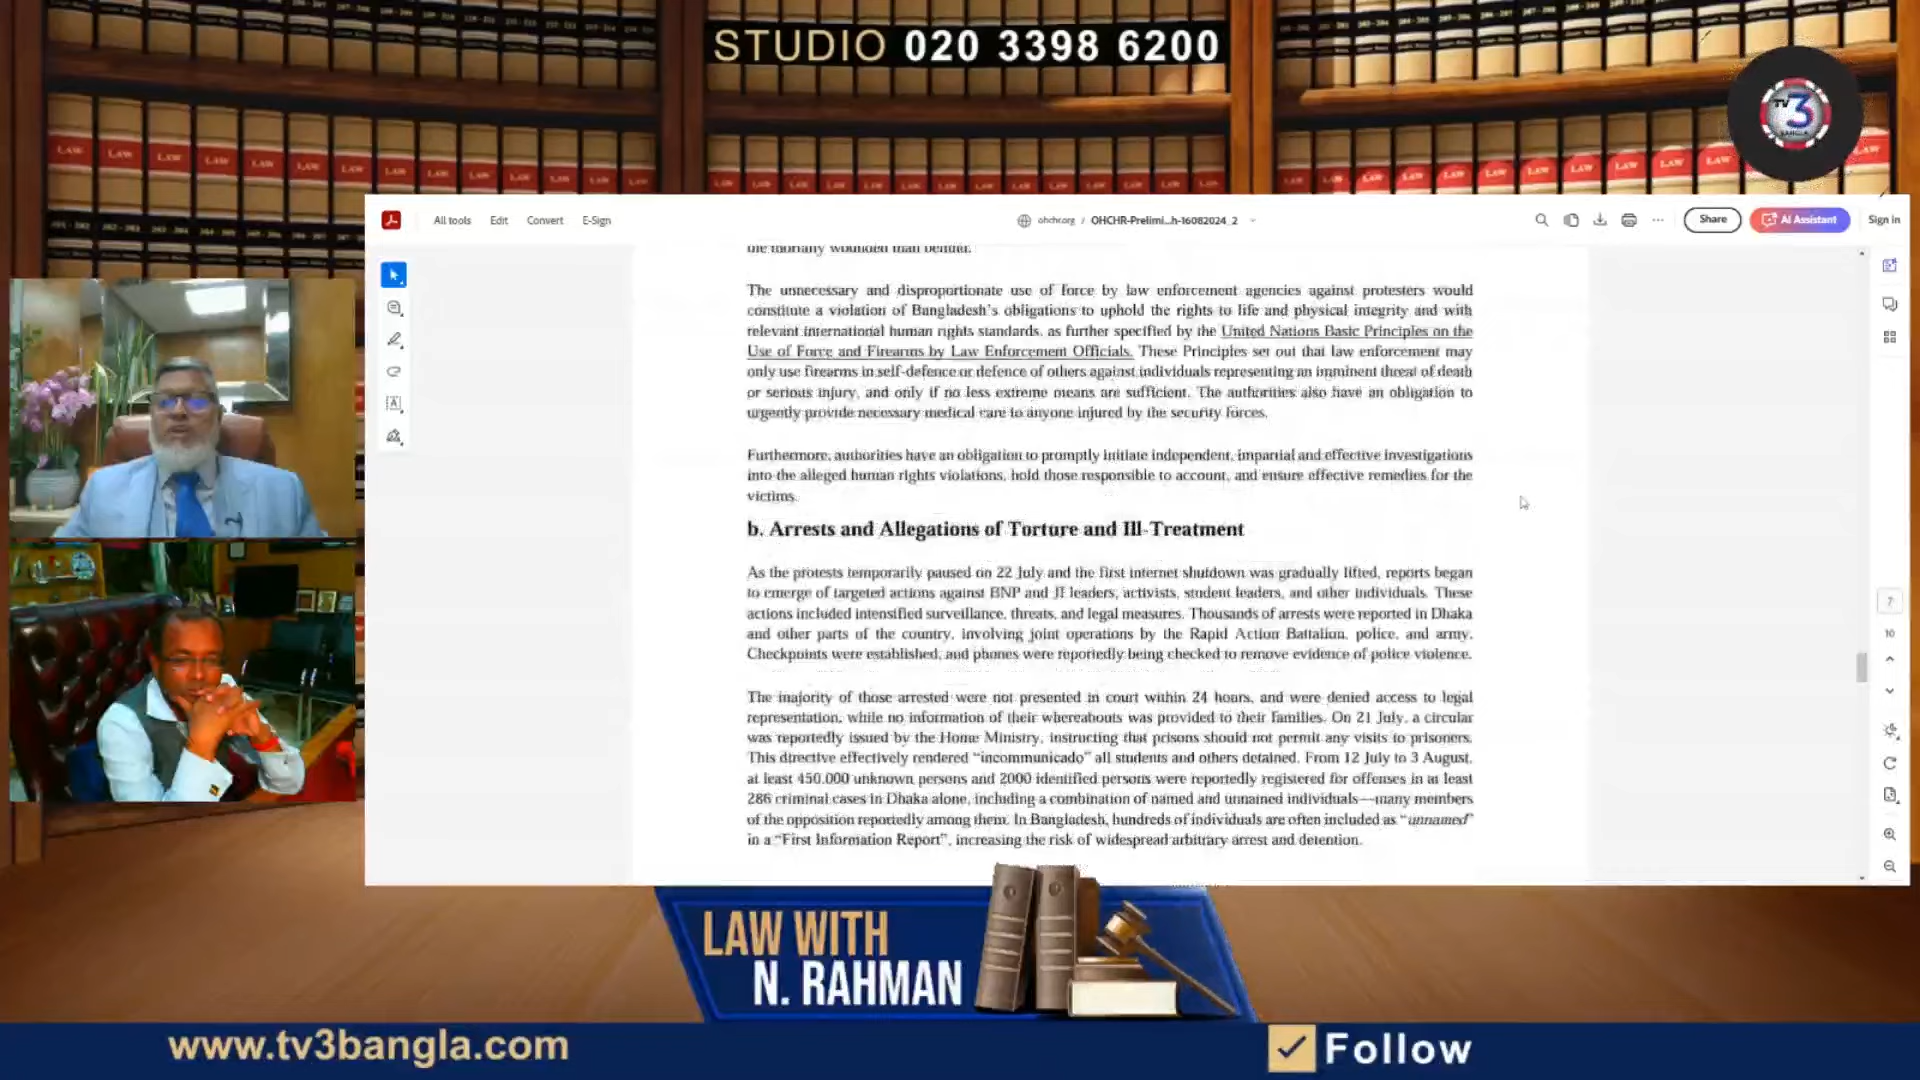 STUDIO 020 3398 6200
TV 3
BANGLA
All tools Edit Convert E-Sign
ohchr.org / OHCHR-Prelimi...h-16082024_2
Share
AI Assistant
Sign in
the mortally wounded man behind.
The unnecessary and disproportionate use of force by law enforcement agencies against protesters would
constitute a violation of Bangladesh's obligations to uphold the rights to life and physical integrity and with
relevant international human rights standards, as further specified by the United Nations Basic Principles on the
Use of Force and Firearms by Law Enforcement Officials. These Principles set out that law enforcement may
only use firearms in self-defence or defence of others against individuals representing an imminent threat of death
or serious injury, and only if no less extreme means are sufficient. The authorities also have an obligation to
urgently provide necessary medical care to anyone injured by the security forces.
Furthermore, authorities have an obligation to promptly initiate independent, impartial and effective investigations
into the alleged human rights violations, hold those responsible to account, and ensure effective remedies for the
victims.
b. Arrests and Allegations of Torture and Ill-Treatment
As the protests temporarily paused on 22 July and the first internet shutdown was gradually lifted, reports began
to emerge of targeted actions against BNP and JI leaders, activists, student leaders, and other individuals. These
actions included intensified surveillance, threats, and legal measures. Thousands of arrests were reported in Dhaka
and other parts of the country, involving joint operations by the Rapid Action Battalion, police, and army.
Checkpoints were established, and phones were reportedly being checked to remove evidence of police violence.
The majority of those arrested were not presented in court within 24 hours, and were denied access to legal
representation, while no information of their whereabouts was provided to their families. On 21 July, a circular
was reportedly issued by the Home Ministry, instructing that prisons should not permit any visits to prisoners.
This directive effectively rendered "incommunicado" all students and others detained. From 12 July to 3 August,
at least 450,000 unknown persons and 2000 identified persons were reportedly registered for offenses in at least
286 criminal cases in Dhaka alone, including a combination of named and unnamed individuals—many members
of the opposition reportedly among them. In Bangladesh, hundreds of individuals are often included as "unnamed"
in a "First Information Report", increasing the risk of widespread arbitrary arrest and detention.
7
10
LAW WITH
N. RAHMAN
www.tv3bangla.com
Follow